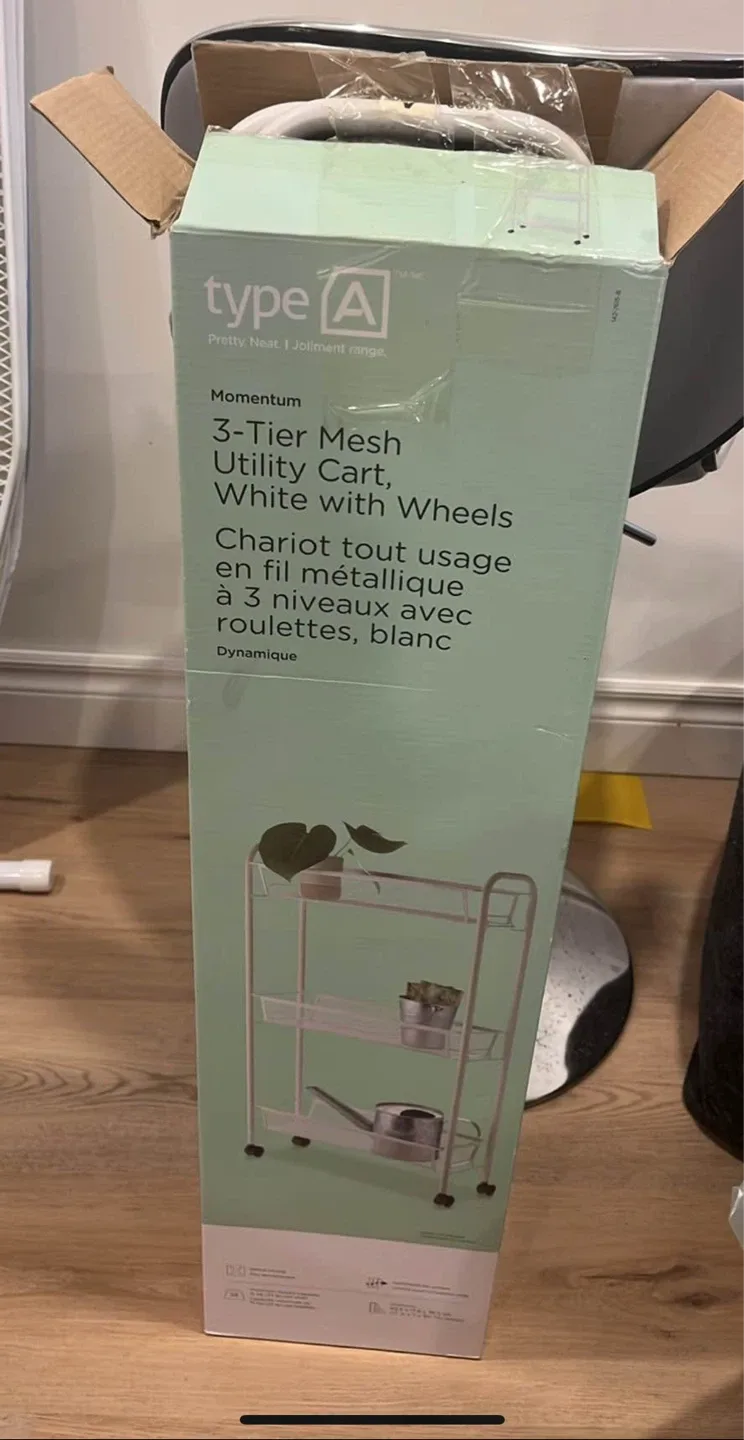 type A
Pretty. Neat. | Joliment rangé.
Momentum
3-Tier Mesh
Utility Cart,
White with Wheels
Chariot tout usage
en fil métallique
à 3 niveaux avec
roulettes, blanc
Dynamique